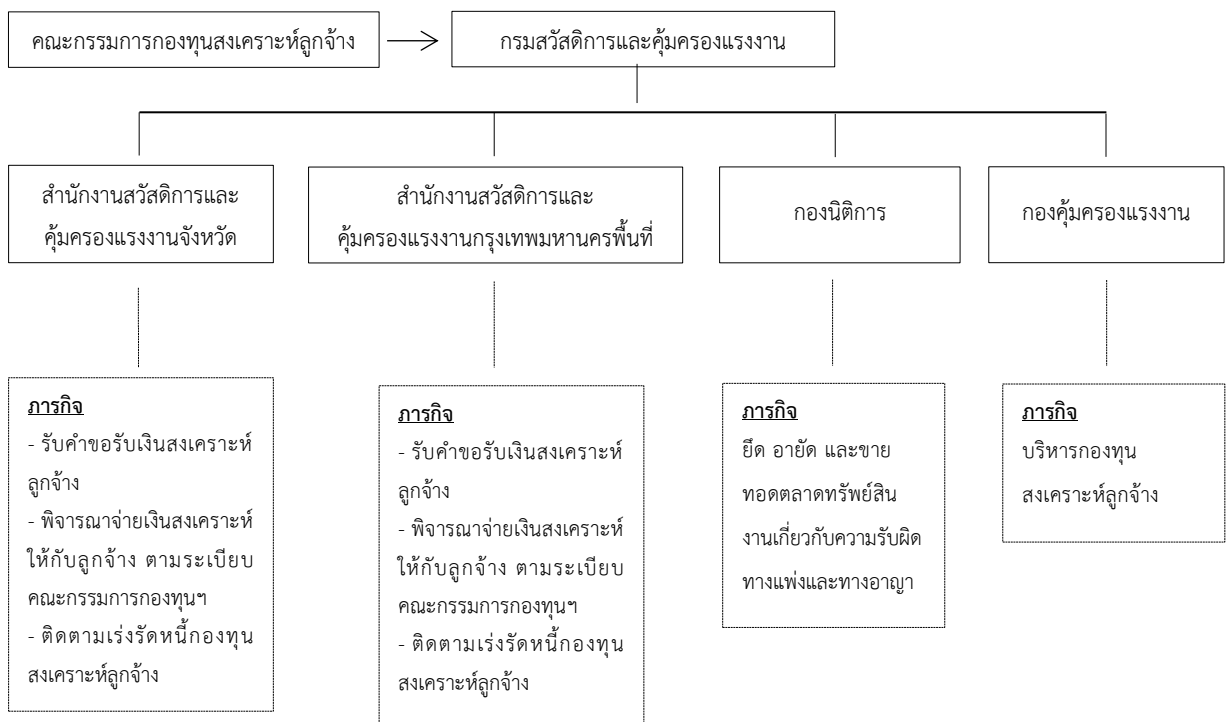 คณะกรรมการกองทุนสงเคราะห์ลูกจ้าง
กรมสวัสดิการและคุ้มครองแรงงาน
สำนักงานสวัสดิการและ
คุ้มครองแรงงานจังหวัด
สำนักงานสวัสดิการและ
คุ้มครองแรงงานกรุงเทพมหานครพื้นที่
กองนิติการ
กองคุ้มครองแรงงาน
ภารกิจ
- รับคำขอรับเงินสงเคราะห์
ลูกจ้าง
- พิจารณาจ่ายเงินสงเคราะห์
ให้กับลูกจ้าง ตามระเบียบ
คณะกรรมการกองทุนฯ
- ติดตามเร่งรัดหนี้กองทุน
สงเคราะห์ลูกจ้าง
ภารกิจ
- รับคำขอรับเงินสงเคราะห์
ลูกจ้าง
- พิจารณาจ่ายเงินสงเคราะห์
ให้กับลูกจ้าง ตามระเบียบ
คณะกรรมการกองทุนฯ
- ติดตามเร่งรัดหนี้กองทุน
สงเคราะห์ลูกจ้าง
ภารกิจ
ยึด อายัด และขาย
ทอดตลาดทรัพย์สิน
งานเกี่ยวกับความรับผิด
ทางแพ่งและทางอาญา
ภารกิจ
บริหารกองทุน
สงเคราะห์ลูกจ้าง